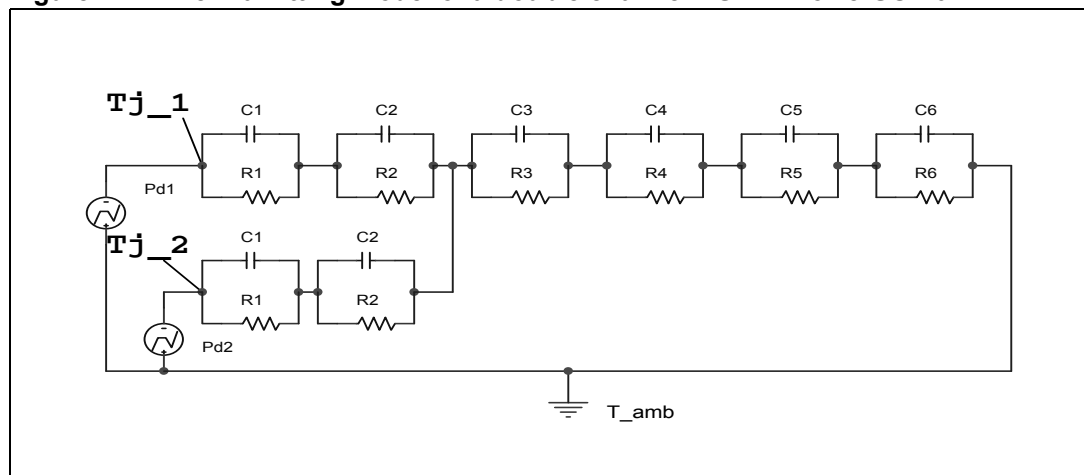 Tj_1
C1 C2 C3 C4 C5 C6
R1 R2 R3 R4 R5 R6
Pd1
Tj_2
C1 C2
R1 R2
Pd2
T_amb